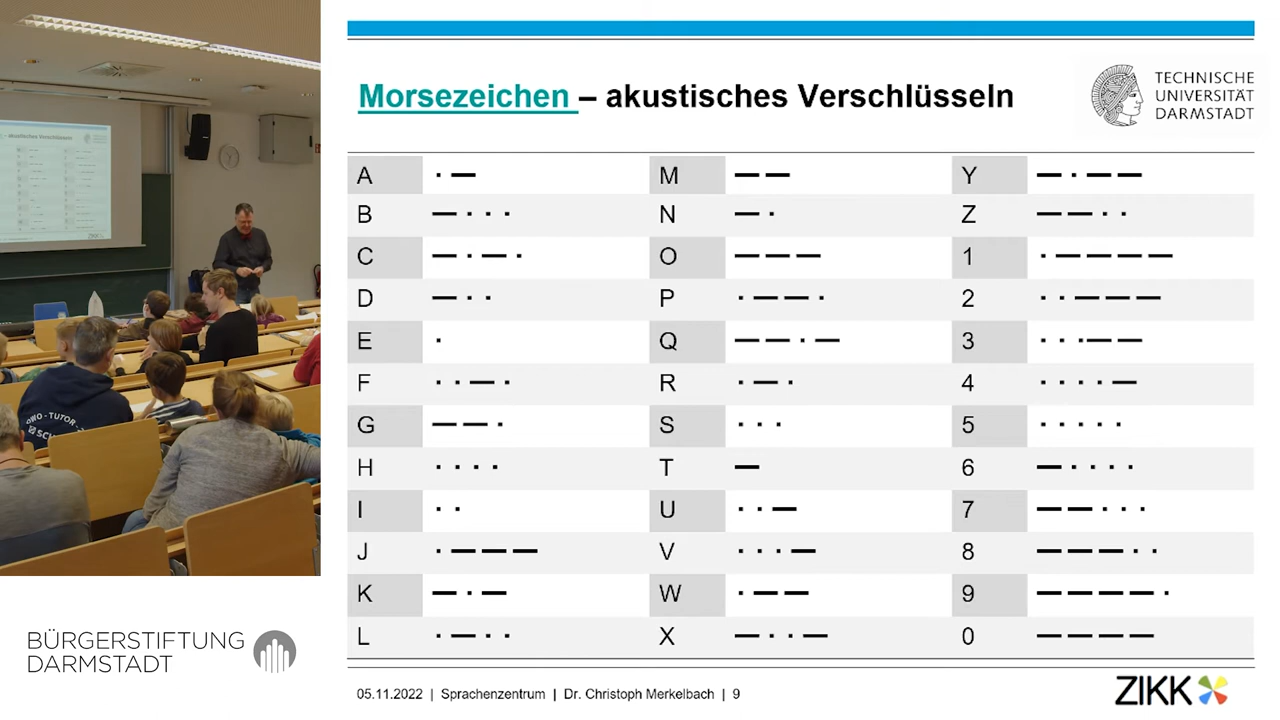 Morsezeichen – akustisches Verschlüsseln
TECHNISCHE
UNIVERSITÄT
DARMSTADT
A · — M — — Y — · — —
B — · · · N — · Z — — · ·
C — · — · O — — — 1 · — — — —
D — · · P · — — · 2 · · — — —
E · Q — — · — 3 · · · — —
F · · — · R · — · 4 · · · · —
G — — · S · · · 5 · · · · ·
H · · · · T — 6 — · · · ·
I · · U · · — 7 — — · · ·
J · — — — V · · · — 8 — — — · ·
K — · — W · — — 9 — — — — ·
L · — · · X — · · — 0 — — — —
05.11.2022 | Sprachenzentrum | Dr. Christoph Merkelbach | 9
ZIKK
BÜRGERSTIFTUNG
DARMSTADT